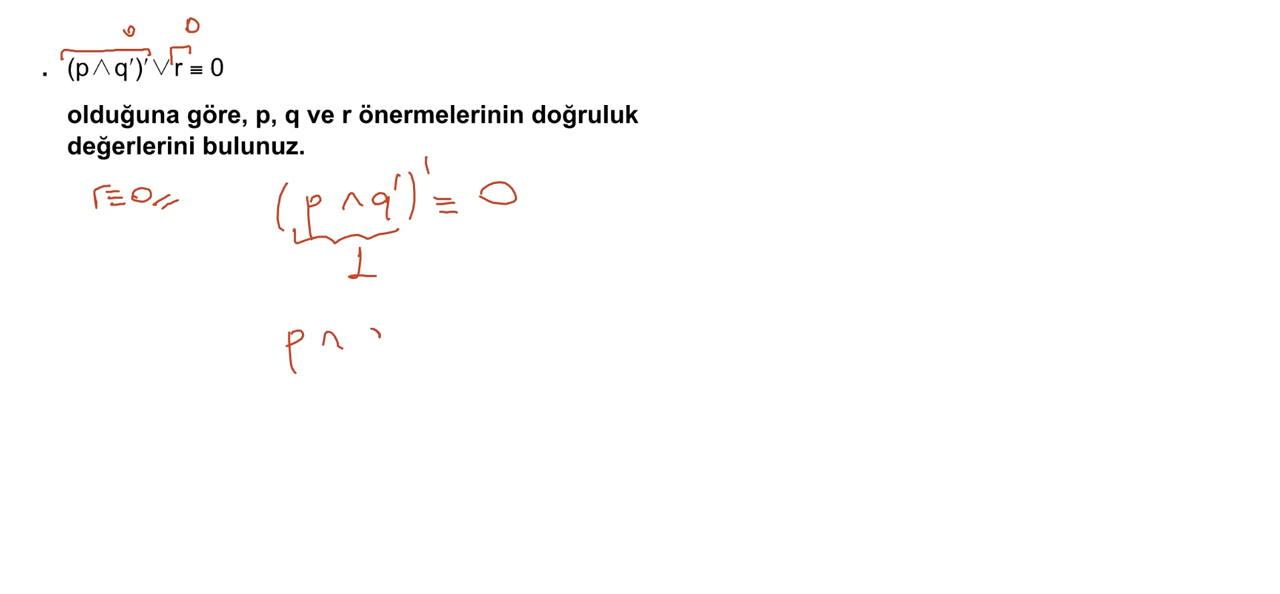 0 0
. (p∧q′)′∨r ≡ 0
olduğuna göre, p, q ve r önermelerinin doğruluk
değerlerini bulunuz.
r≡0 (p∧q′)′ ≡ 0
1
p ∧